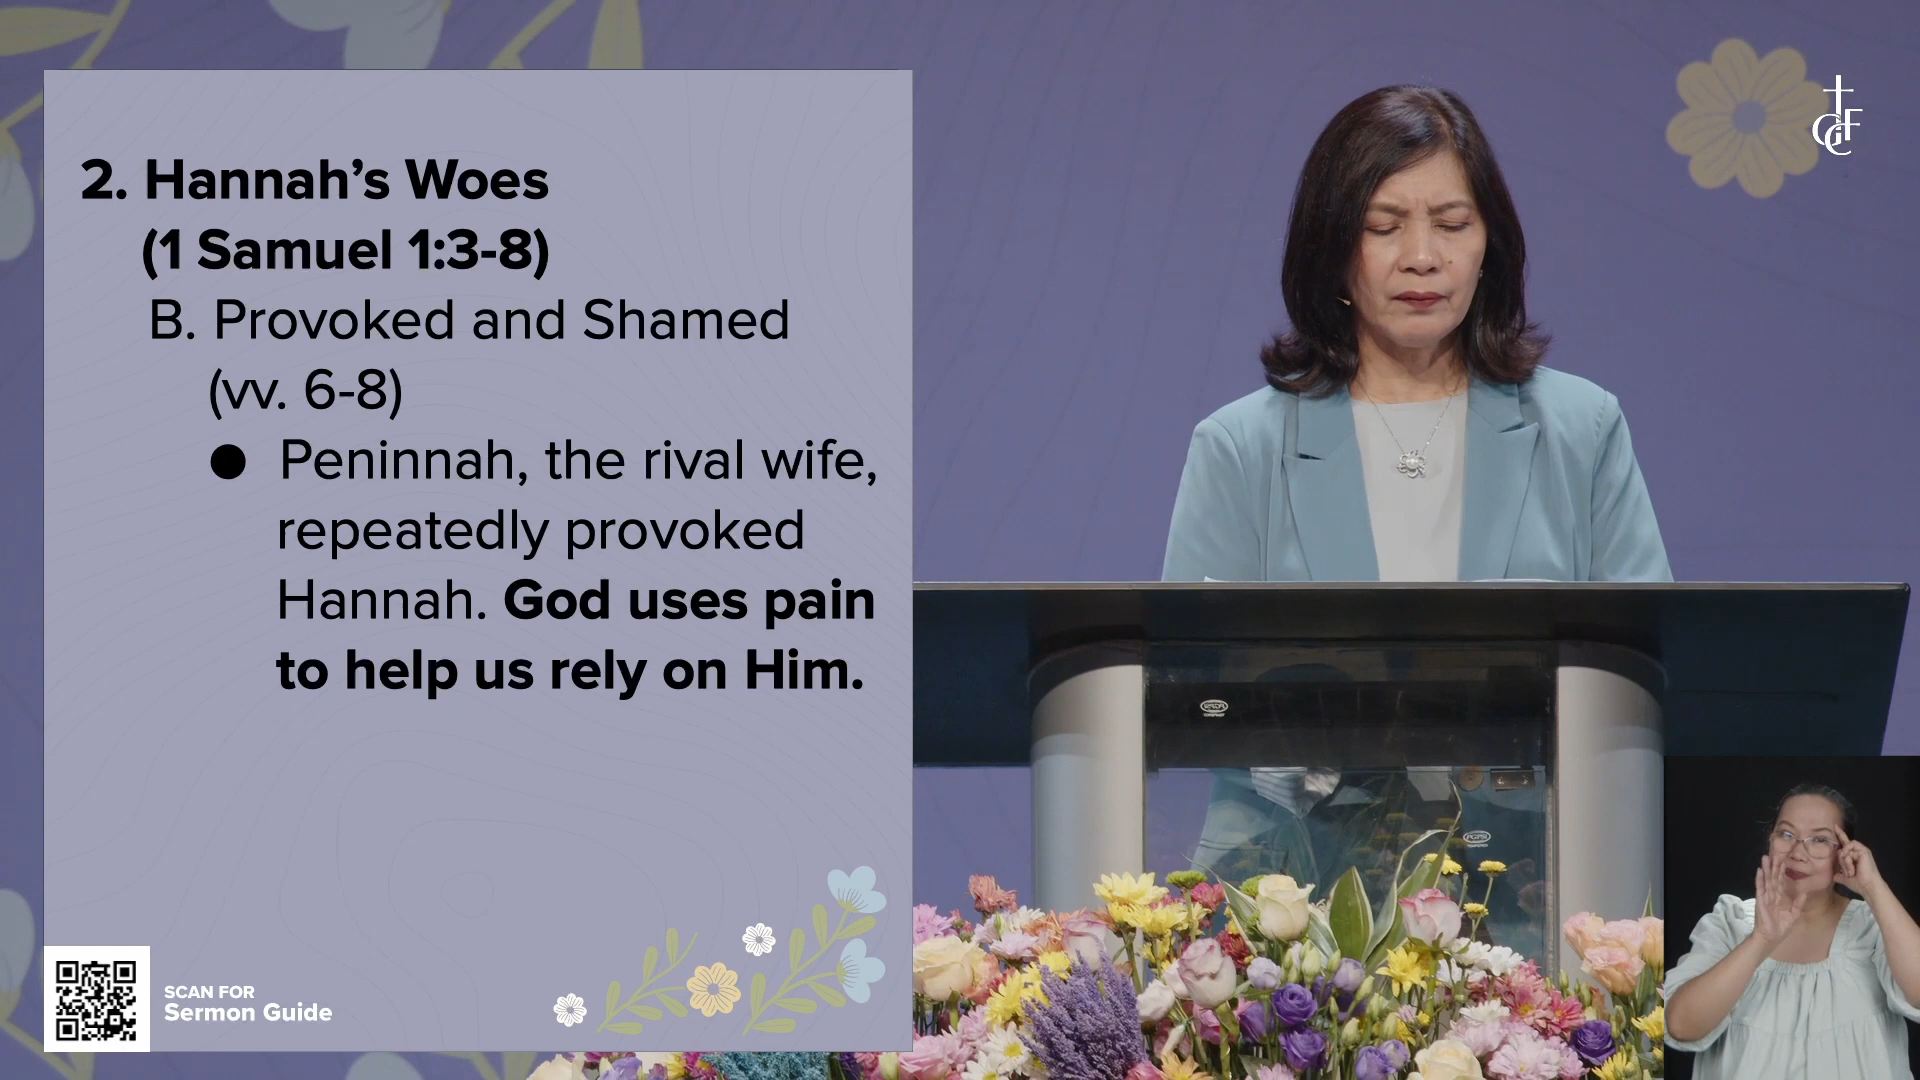 2. Hannah’s Woes
(1 Samuel 1:3-8)
B. Provoked and Shamed
(vv. 6-8)
● Peninnah, the rival wife,
repeatedly provoked
Hannah. God uses pain
to help us rely on Him.
SCAN FOR
Sermon Guide